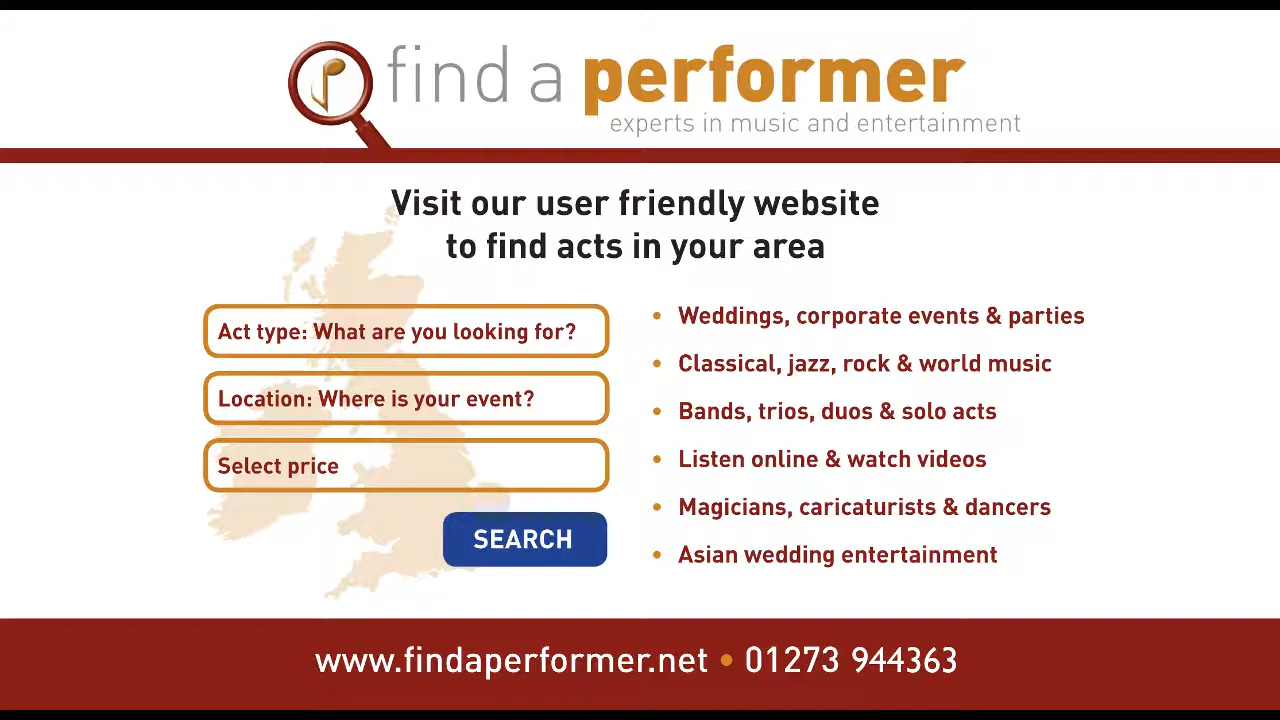 find a performer
experts in music and entertainment
Visit our user friendly website
to find acts in your area
Act type: What are you looking for?
Location: Where is your event?
Select price
SEARCH
• Weddings, corporate events & parties
• Classical, jazz, rock & world music
• Bands, trios, duos & solo acts
• Listen online & watch videos
• Magicians, caricaturists & dancers
• Asian wedding entertainment
www.findaperformer.net • 01273 944363